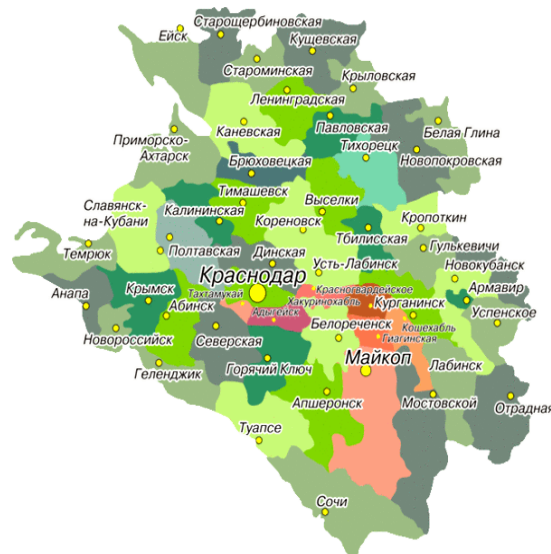 Старощербиновская
Ейск
Кущевская
Староминская
Крыловская
Ленинградская
Каневская
Павловская
Белая Глина
Приморско-
Ахтарск
Тихорецк
Новопокровская
Брюховецкая
Тимашевск
Славянск-
на-Кубани
Калининская
Выселки
Кореновск
Кропоткин
Тбилисская
Темрюк
Полтавская
Динская
Гулькевичи
Усть-Лабинск
Новокубанск
Краснодар
Анапа
Крымск
Тахтамукай
Красногвардейское
Хакуринохабль
Армавир
Абинск
Адыгейск
Курганинск
Успенское
Новороссийск
Северская
Белореченск
Кошехабль
Гиагинская
Геленджик
Горячий Ключ
Майкоп
Лабинск
Апшеронск
Мостовской
Отрадная
Туапсе
Сочи